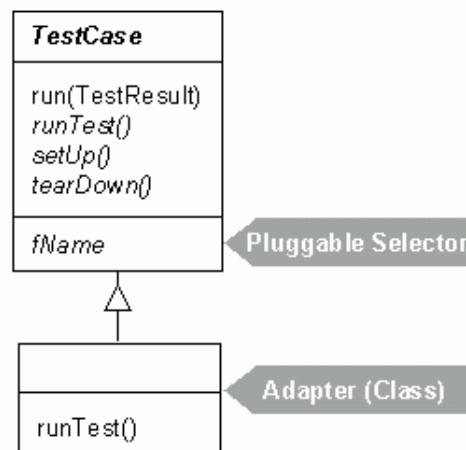 TestCase
run(TestResult)
runTest()
setUp()
tearDown()
fName
Pluggable Selector
Adapter (Class)
runTest()